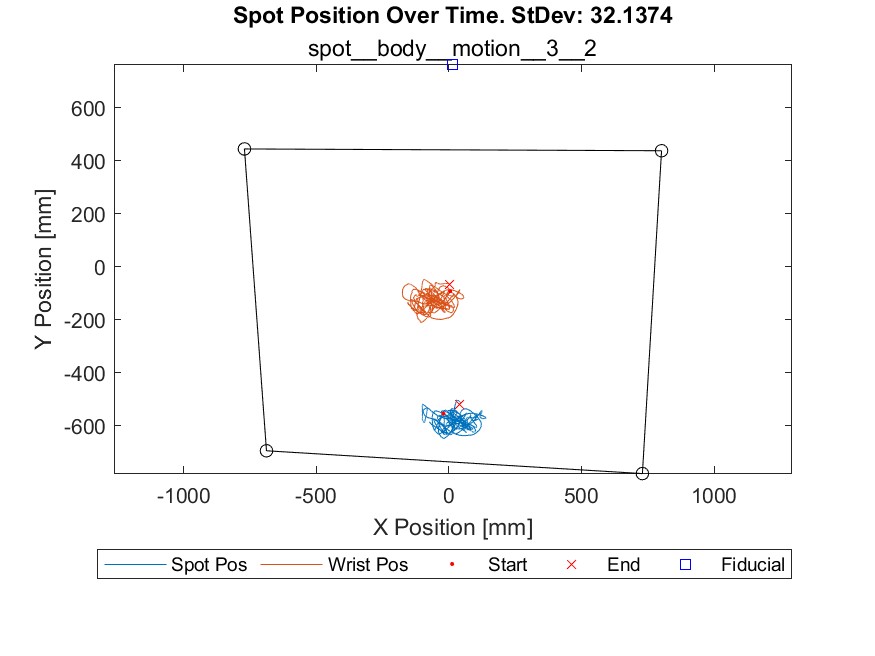 Spot Position Over Time. StDev: 32.1374
spot__body__motion__3__2
600
400
200
0
-200
-400
-600
Y Position [mm]
-1000 -500 0 500 1000
X Position [mm]
Spot Pos Wrist Pos Start End Fiducial